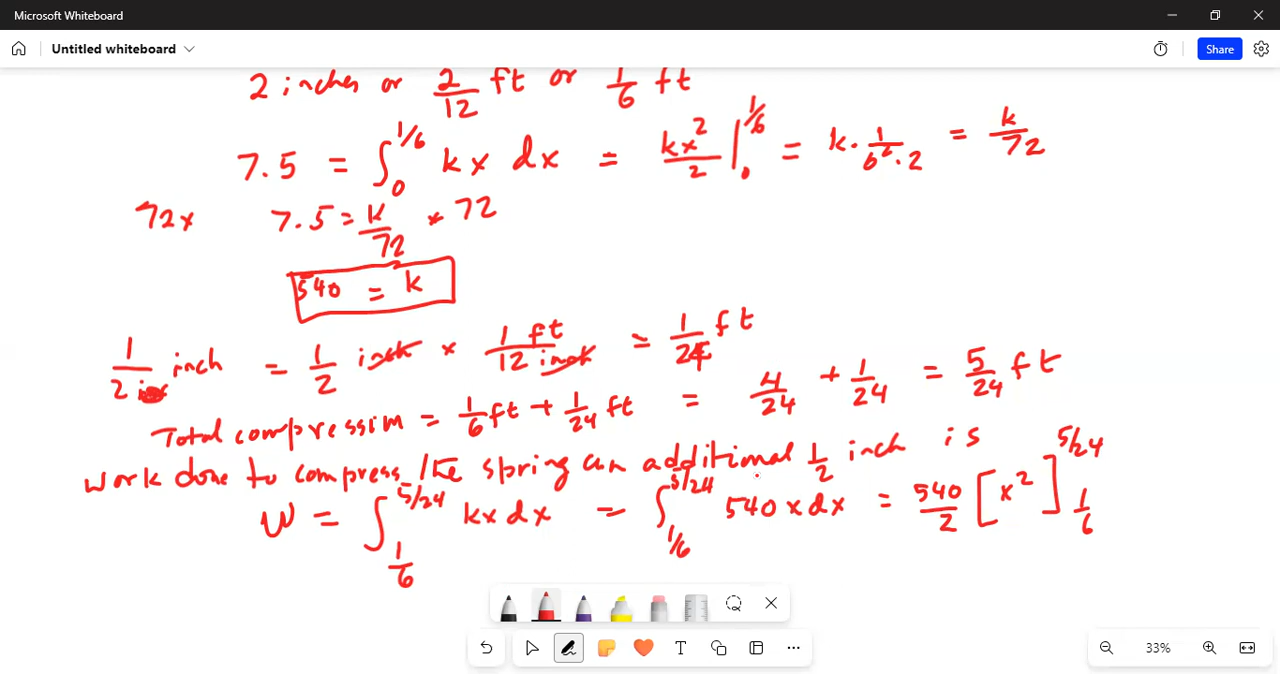 Microsoft Whiteboard
Untitled whiteboard
Share
2 inches or 2/12 ft or 1/6 ft
7.5 = ∫₀^1/6 kx dx = kx²/2 |₀^1/6 = k · 1/6² · 2 = k/72
72 × 7.5 = k/72 * 72
540 = k
1/2 inch = 1/2 inch × 1 ft/12 inch = 1/24 ft
Total compression = 1/6 ft + 1/24 ft = 4/24 + 1/24 = 5/24 ft
work done to compress the spring an additional 1/2 inch is
W = ∫_1/6^5/24 kx dx = ∫_1/6^5/24 540 x dx = 540/2 [x²]_1/6^5/24
T
33%